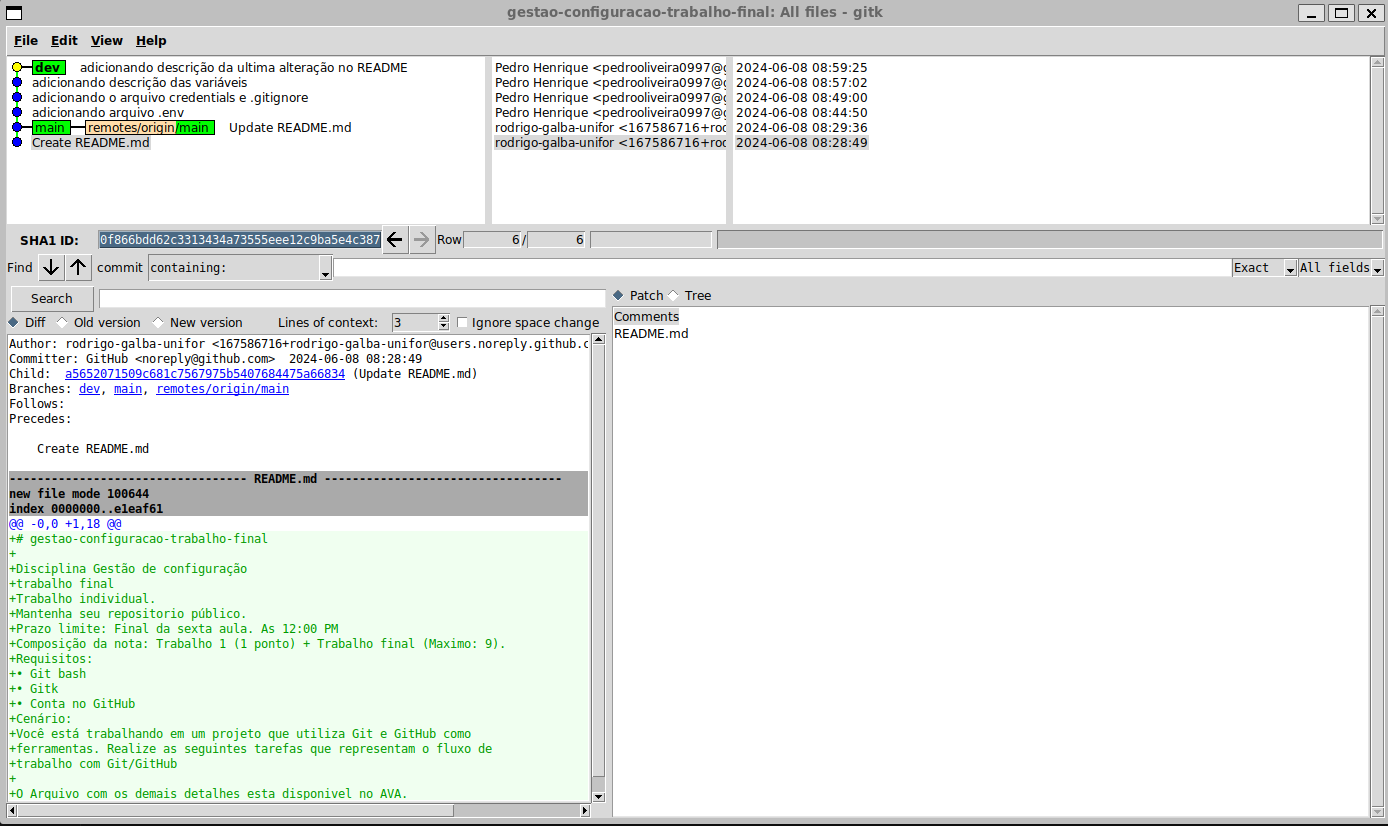 gestao-configuracao-trabalho-final: All files - gitk
File Edit View Help
dev adicionando descrição da ultima alteração no README Pedro Henrique <pedrooliveira0997@g 2024-06-08 08:59:25
adicionando descrição das variáveis Pedro Henrique <pedrooliveira0997@g 2024-06-08 08:57:02
adicionando o arquivo credentials e .gitignore Pedro Henrique <pedrooliveira0997@g 2024-06-08 08:49:00
adicionando arquivo .env Pedro Henrique <pedrooliveira0997@g 2024-06-08 08:44:50
main remotes/origin/main Update README.md rodrigo-galba-unifor <167586716+rod 2024-06-08 08:29:36
Create README.md rodrigo-galba-unifor <167586716+rod 2024-06-08 08:28:49
SHA1 ID: 0f866bdd62c3313434a73555eee12c9ba5e4c387 Row 6 / 6
Find commit containing: Exact All fields
Search
Patch Tree
Diff Old version New version Lines of context: 3 Ignore space change
Comments
README.md
Author: rodrigo-galba-unifor <167586716+rodrigo-galba-unifor@users.noreply.github.c
Committer: GitHub <noreply@github.com> 2024-06-08 08:28:49
Child: a5652071509c681c7567975b5407684475a66834 (Update README.md)
Branches: dev, main, remotes/origin/main
Follows:
Precedes:
Create README.md
---------------------------------- README.md ----------------------------------
new file mode 100644
index 0000000..e1eaf61
@@ -0,0 +1,18 @@
+# gestao-configuracao-trabalho-final
+
+Disciplina Gestão de configuração
+trabalho final
+Trabalho individual.
+Mantenha seu repositorio público.
+Prazo limite: Final da sexta aula. As 12:00 PM
+Composição da nota: Trabalho 1 (1 ponto) + Trabalho final (Maximo: 9).
+Requisitos:
+• Git bash
+• Gitk
+• Conta no GitHub
+Cenário:
+Você está trabalhando em um projeto que utiliza Git e GitHub como
+ferramentas. Realize as seguintes tarefas que representam o fluxo de
+trabalho com Git/GitHub
+
+O Arquivo com os demais detalhes esta disponivel no AVA.